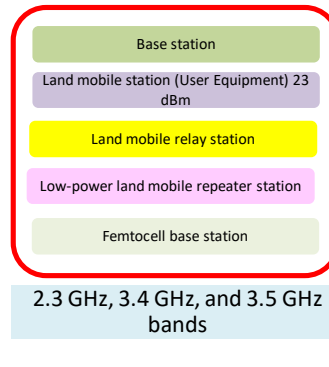 Base station
Land mobile station (User Equipment) 23
dBm
Land mobile relay station
Low-power land mobile repeater station
Femtocell base station
2.3 GHz, 3.4 GHz, and 3.5 GHz
bands